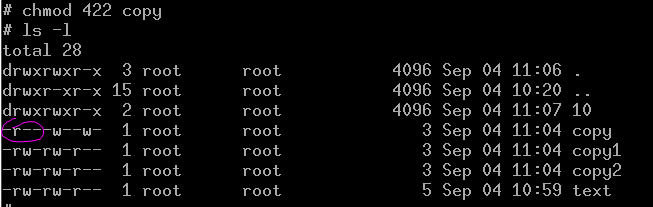 # chmod 422 copy
# ls -l
total 28
drwxrwxr-x 3 root root 4096 Sep 04 11:06 .
drwxr-xr-x 15 root root 4096 Sep 04 10:20 ..
drwxrwxr-x 2 root root 4096 Sep 04 11:07 10
-r---w--w- 1 root root 3 Sep 04 11:04 copy
-rw-rw-r-- 1 root root 3 Sep 04 11:04 copy1
-rw-rw-r-- 1 root root 3 Sep 04 11:04 copy2
-rw-rw-r-- 1 root root 5 Sep 04 10:59 text